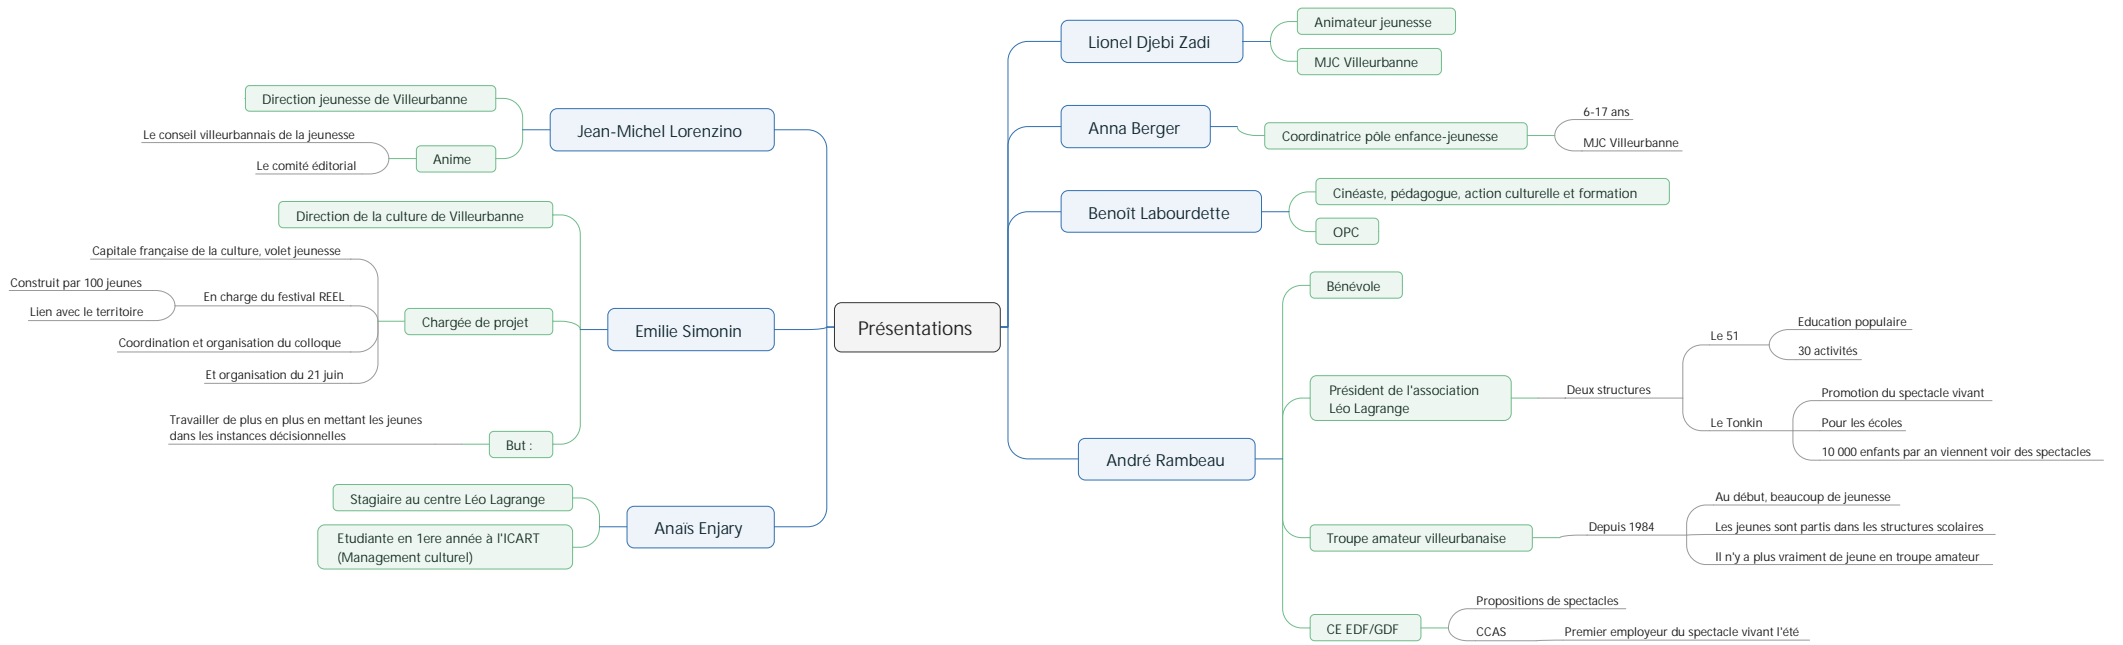 Présentations
Lionel Djebi Zadi
Animateur jeunesse
MJC Villeurbanne
Anna Berger
Coordinatrice pôle enfance-jeunesse
6-17 ans
MJC Villeurbanne
Benoît Labourdette
Cinéaste, pédagogue, action culturelle et formation
OPC
André Rambeau
Bénévole
Président de l'association
Léo Lagrange
Deux structures
Le 51
Education populaire
30 activités
Le Tonkin
Promotion du spectacle vivant
Pour les écoles
10 000 enfants par an viennent voir des spectacles
Troupe amateur villeurbanaise
Depuis 1984
Au début, beaucoup de jeunesse
Les jeunes sont partis dans les structures scolaires
Il n'y a plus vraiment de jeune en troupe amateur
CE EDF/GDF
Propositions de spectacles
CCAS
Premier employeur du spectacle vivant l'été
Jean-Michel Lorenzino
Direction jeunesse de Villeurbanne
Anime
Le conseil villeurbannais de la jeunesse
Le comité éditorial
Emilie Simonin
Direction de la culture de Villeurbanne
Chargée de projet
Capitale française de la culture, volet jeunesse
En charge du festival REEL
Construit par 100 jeunes
Lien avec le territoire
Coordination et organisation du colloque
Et organisation du 21 juin
But :
Travailler de plus en plus en mettant les jeunes
dans les instances décisionnelles
Anaïs Enjary
Stagiaire au centre Léo Lagrange
Etudiante en 1ere année à l'ICART
(Management culturel)